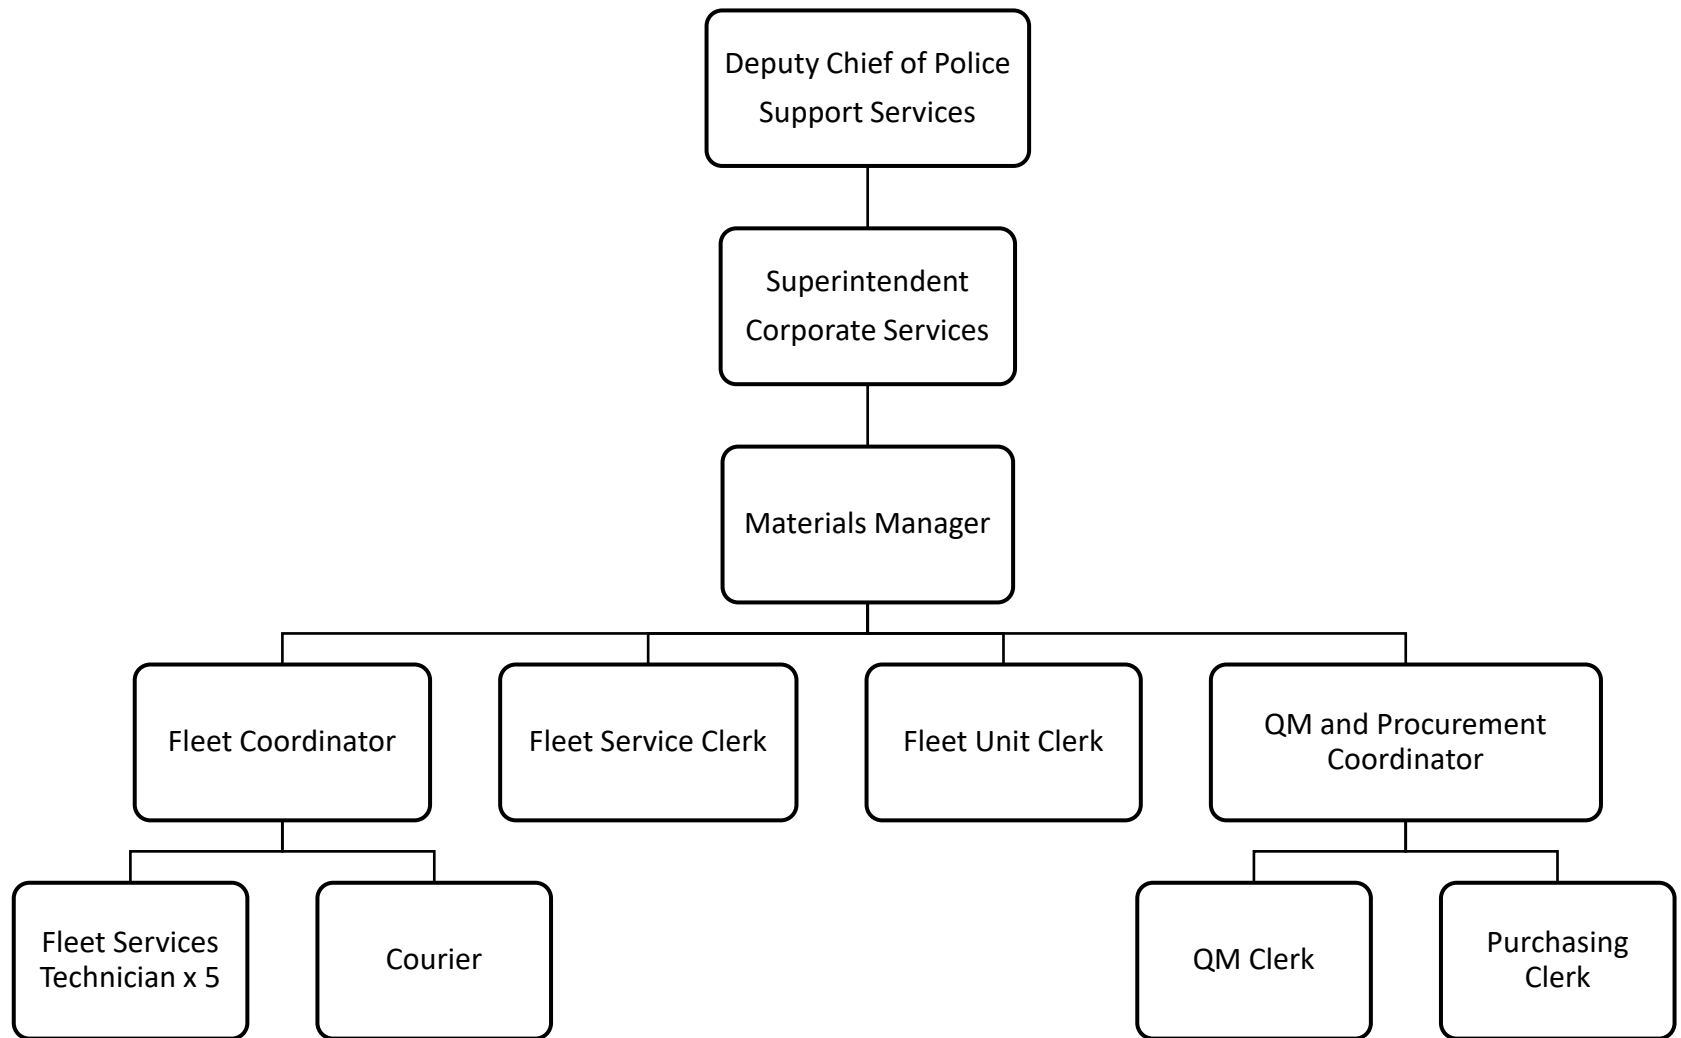 Deputy Chief of Police
Support Services
Superintendent
Corporate Services
Materials Manager
Fleet Coordinator
Fleet Service Clerk
Fleet Unit Clerk
QM and Procurement
Coordinator
Fleet Services
Technician x 5
Courier
QM Clerk
Purchasing
Clerk